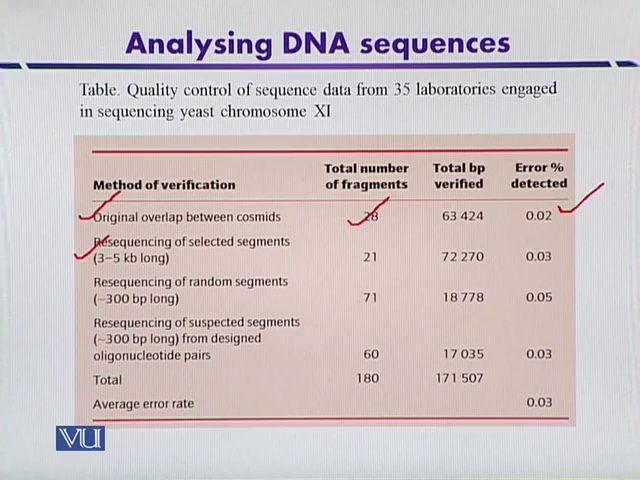 Analysing DNA sequences
Table. Quality control of sequence data from 35 laboratories engaged
in sequencing yeast chromosome XI
Method of verification Total number of fragments Total bp verified Error % detected
Original overlap between cosmids 28 63 424 0.02
Resequencing of selected segments
(3–5 kb long) 21 72 270 0.03
Resequencing of random segments
(~300 bp long) 71 18 778 0.05
Resequencing of suspected segments
(~300 bp long) from designed
oligonucleotide pairs 60 17 035 0.03
Total 180 171 507
Average error rate 0.03
VU